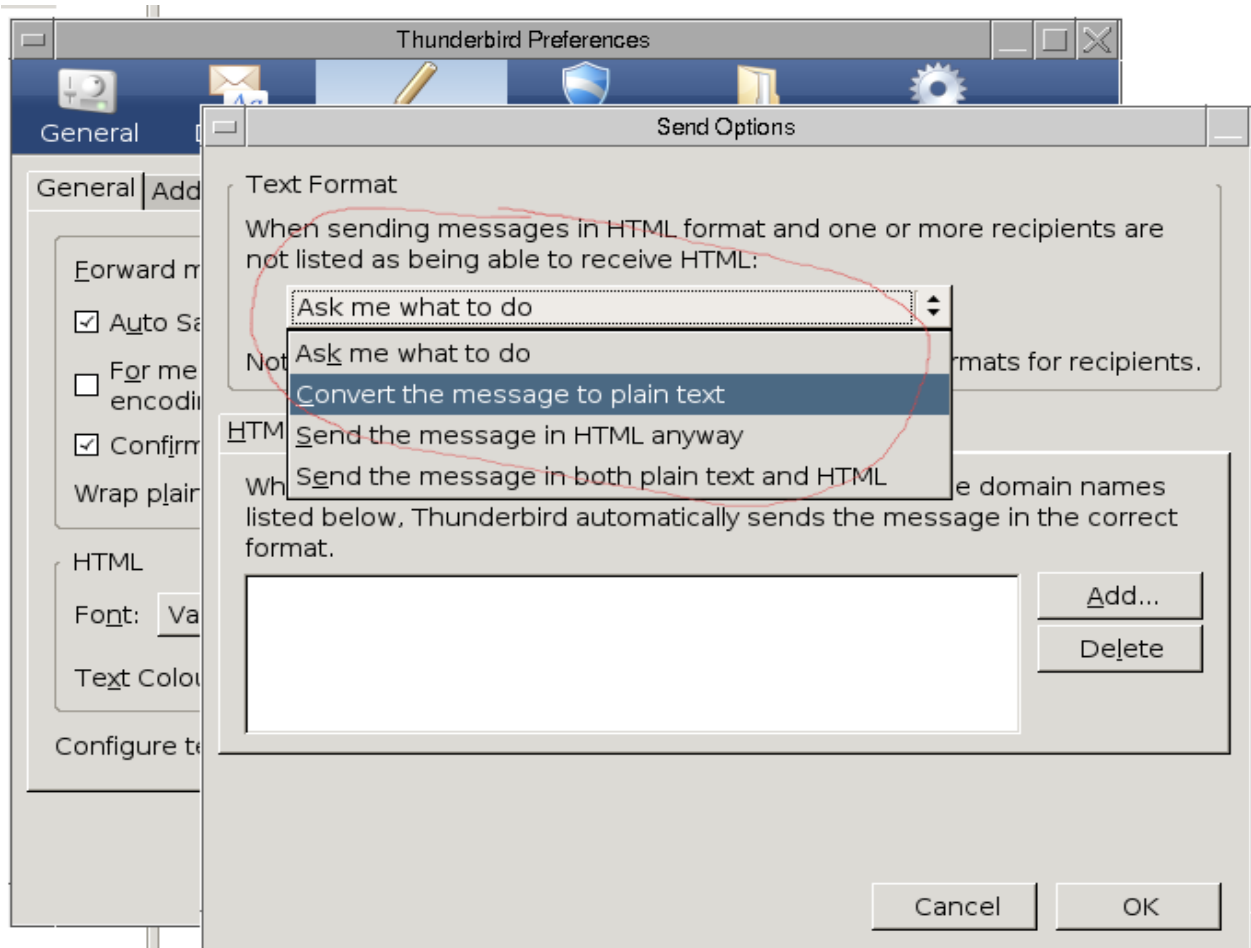 Thunderbird Preferences
General
Send Options
General Add
Text Format
When sending messages in HTML format and one or more recipients are
not listed as being able to receive HTML:
Ask me what to do
Ask me what to do
Convert the message to plain text
Send the message in HTML anyway
Send the message in both plain text and HTML
Not
mats for recipients.
Forward m
Auto Sa
For me
encodi
Confirm
Wrap plain
HTML
Font: Va
Text Colou
Configure te
HTM
Wh
e domain names
listed below, Thunderbird automatically sends the message in the correct
format.
Add...
Delete
Cancel
OK